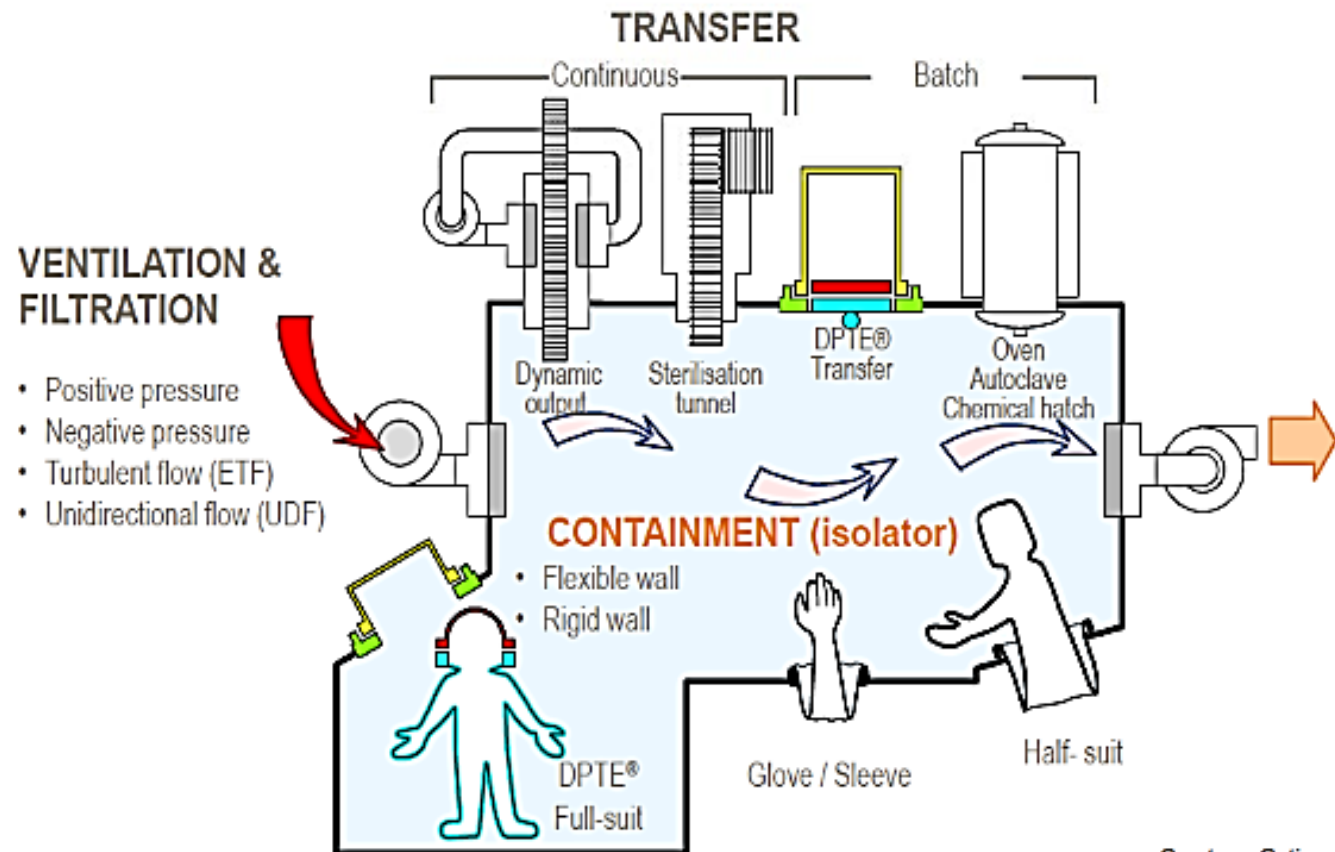 TRANSFER
Continuous
Batch
VENTILATION &
FILTRATION
• Positive pressure
• Negative pressure
• Turbulent flow (ETF)
• Unidirectional flow (UDF)
Dynamic
output
Sterilisation
tunnel
DPTE®
Transfer
Oven
Autoclave
Chemical hatch
CONTAINMENT (isolator)
• Flexible wall
• Rigid wall
DPTE®
Full-suit
Glove / Sleeve
Half- suit